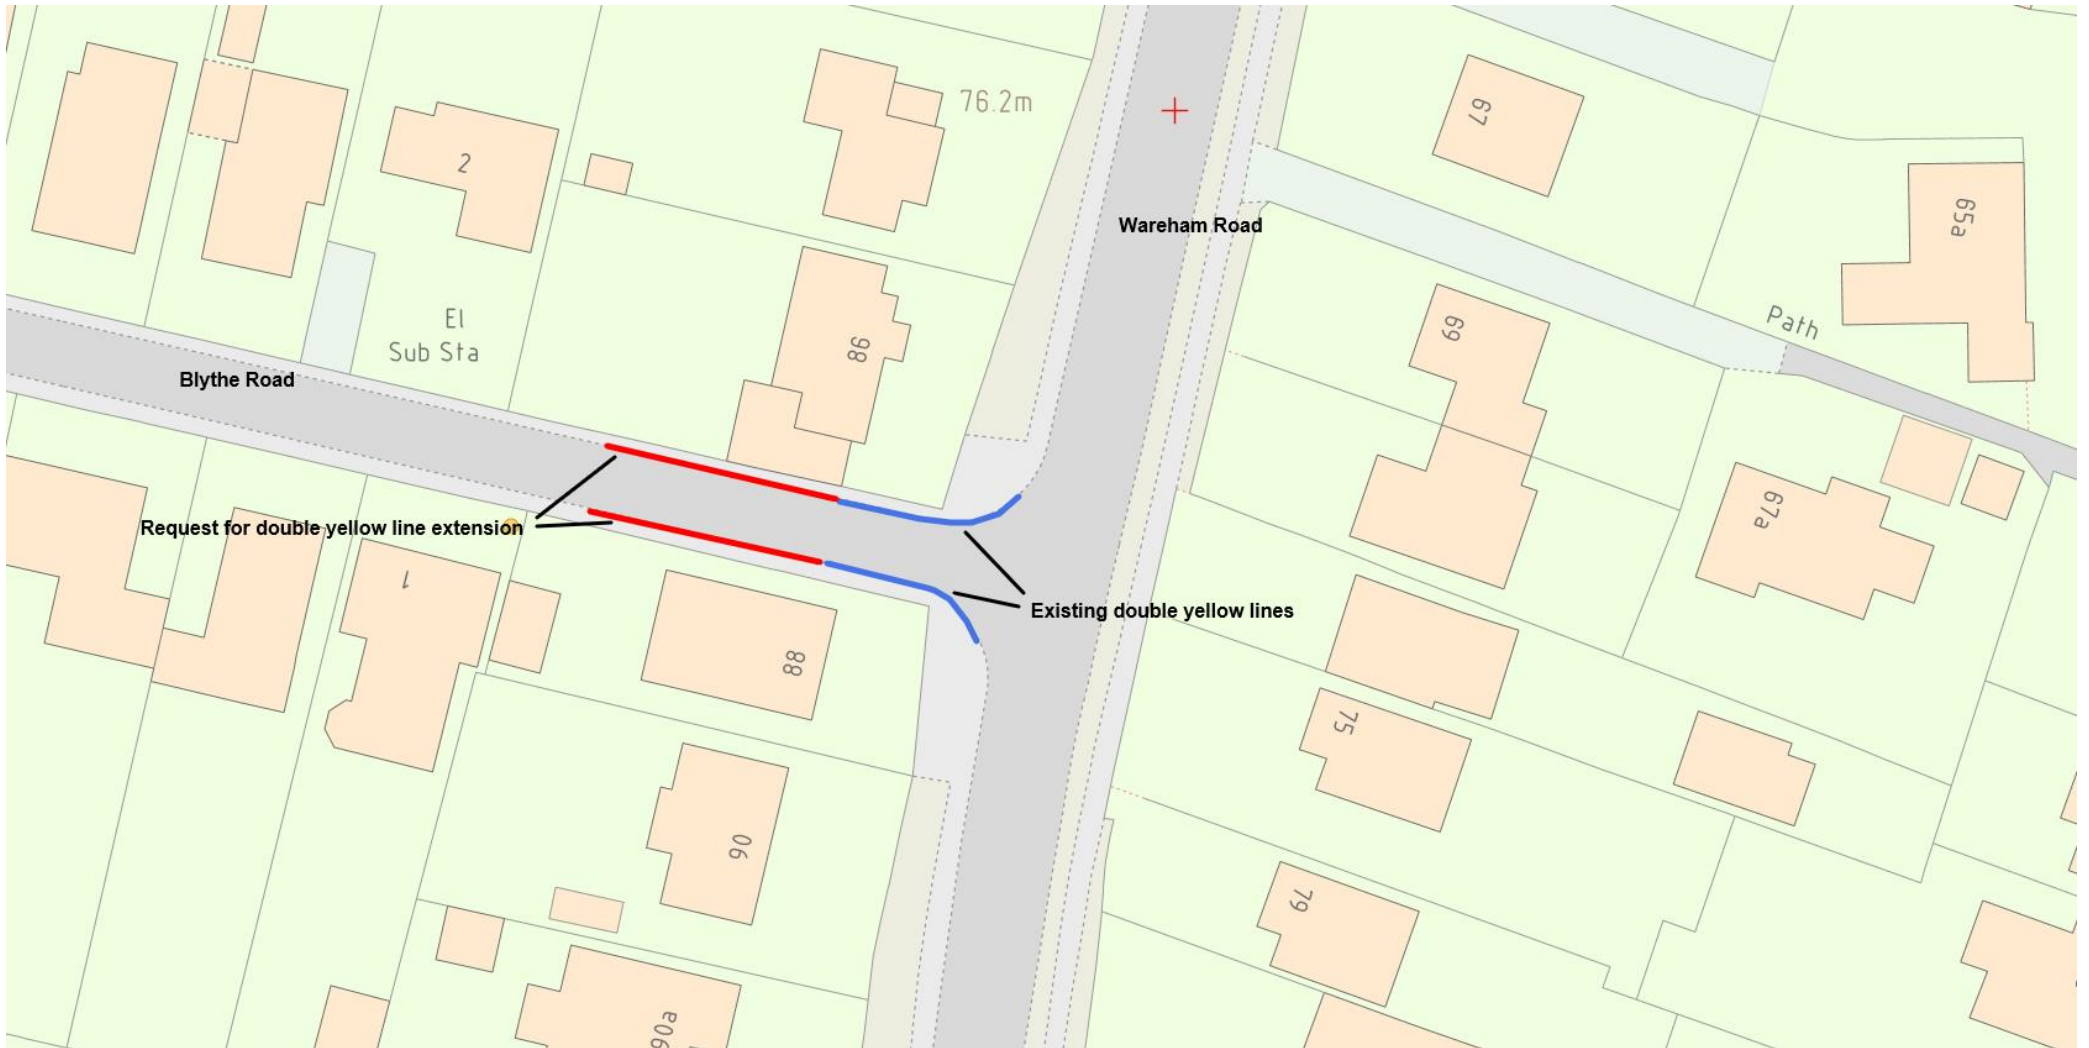 76.2m
67
2
65a
Wareham Road
El
Sub Sta
Path
69
86
Blythe Road
67a
Request for double yellow line extension
1
Existing double yellow lines
88
75
90
79
90a